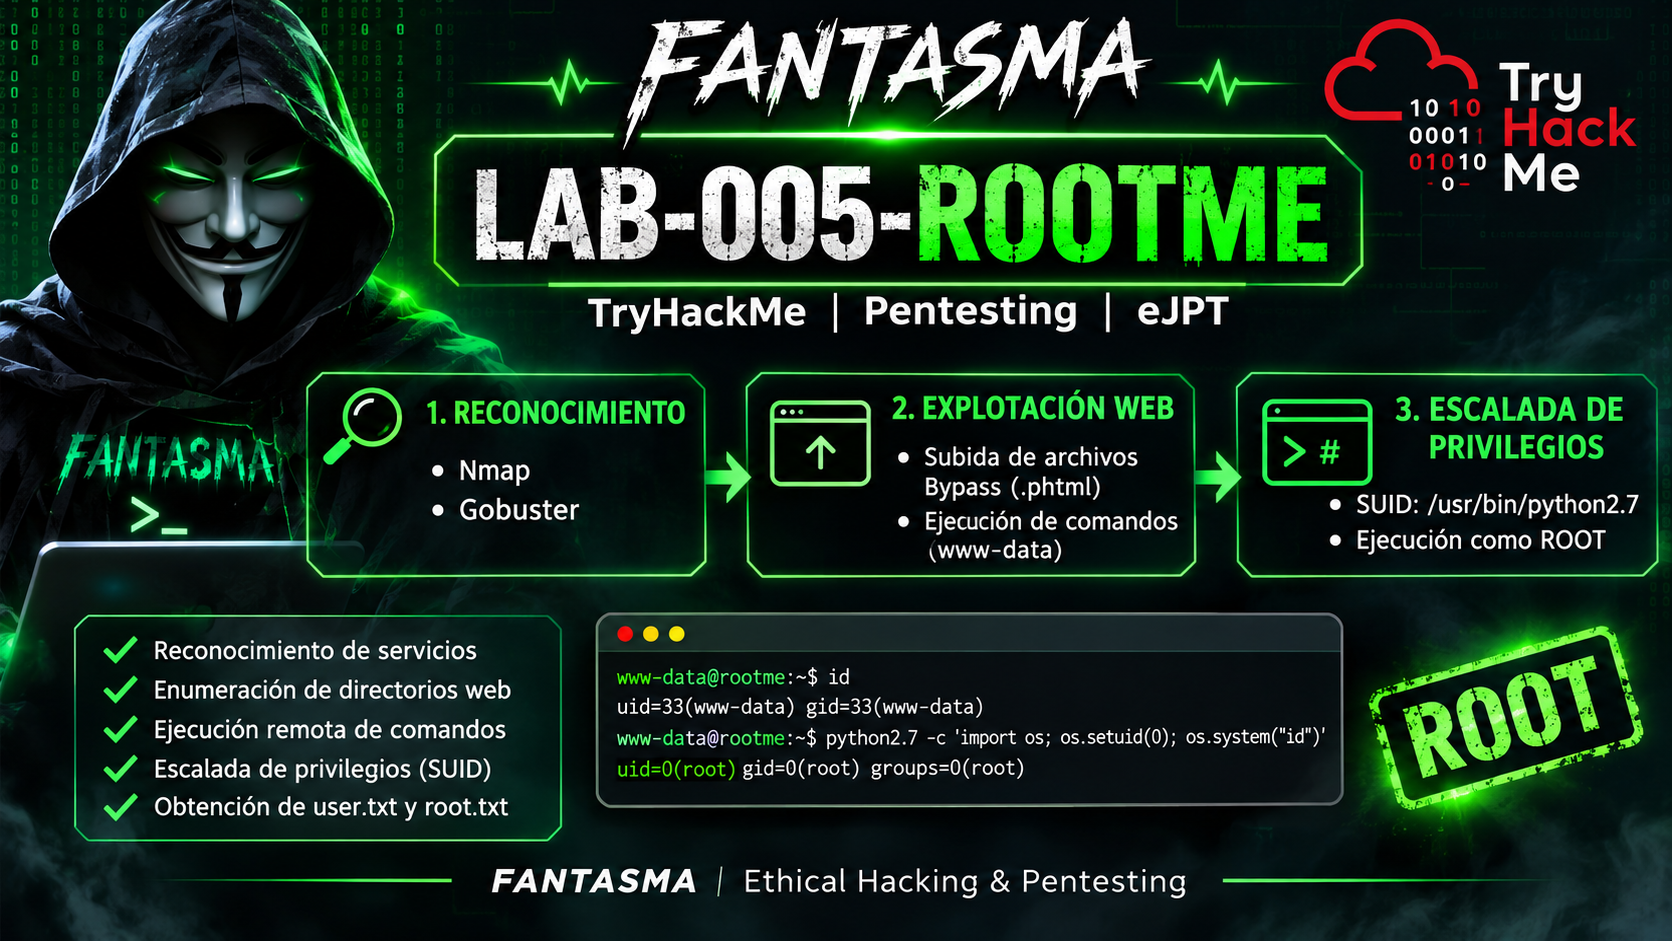 FANTASMA
Try
Hack
Me
10 10
00011
01010
- 0 -
LAB-005-ROOTME
TryHackMe | Pentesting | eJPT
1. RECONOCIMIENTO
• Nmap
• Gobuster
2. EXPLOTACIÓN WEB
• Subida de archivos
Bypass (.phtml)
• Ejecución de comandos
(www-data)
> #
3. ESCALADA DE
PRIVILEGIOS
• SUID: /usr/bin/python2.7
• Ejecución como ROOT
FANTASMA
>_
✓ Reconocimiento de servicios
✓ Enumeración de directorios web
✓ Ejecución remota de comandos
✓ Escalada de privilegios (SUID)
✓ Obtención de user.txt y root.txt
www-data@rootme:~$ id
uid=33(www-data) gid=33(www-data)
www-data@rootme:~$ python2.7 -c 'import os; os.setuid(0); os.system("id")'
uid=0(root) gid=0(root) groups=0(root)
ROOT
FANTASMA | Ethical Hacking & Pentesting